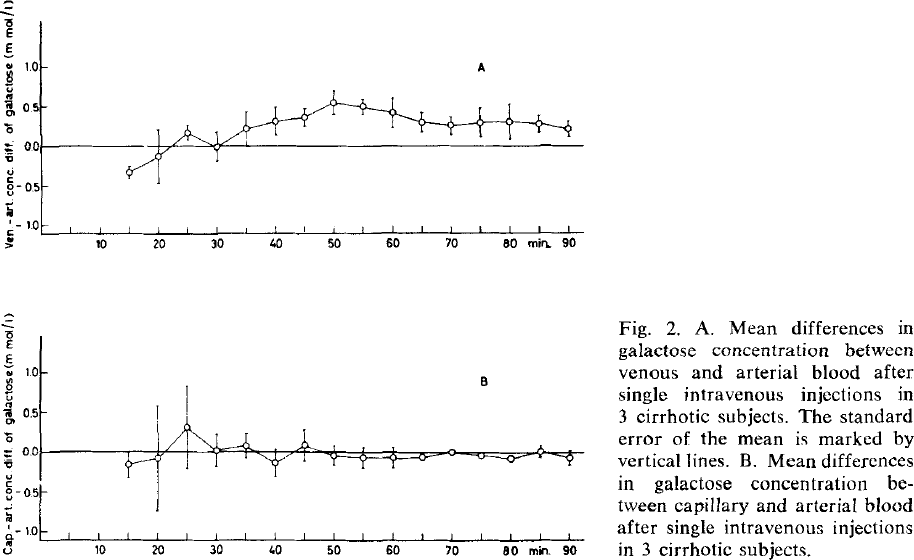 Ven.-art. conc. diff. of galactose (m mol/l)
1.0
A
0.5
0.0
- 0.5
- 1.0
10 20 30 40 50 60 70 80 min. 90
Cap.-art. conc. diff. of galactose (m mol/l)
1.0
B
0.5
0.0
- 0.5
- 1.0
10 20 30 40 50 60 70 80 min. 90
Fig. 2. A. Mean differences in
galactose concentration between
venous and arterial blood after
single intravenous injections in
3 cirrhotic subjects. The standard
error of the mean is marked by
vertical lines. B. Mean differences
in galactose concentration be-
tween capillary and arterial blood
after single intravenous injections
in 3 cirrhotic subjects.